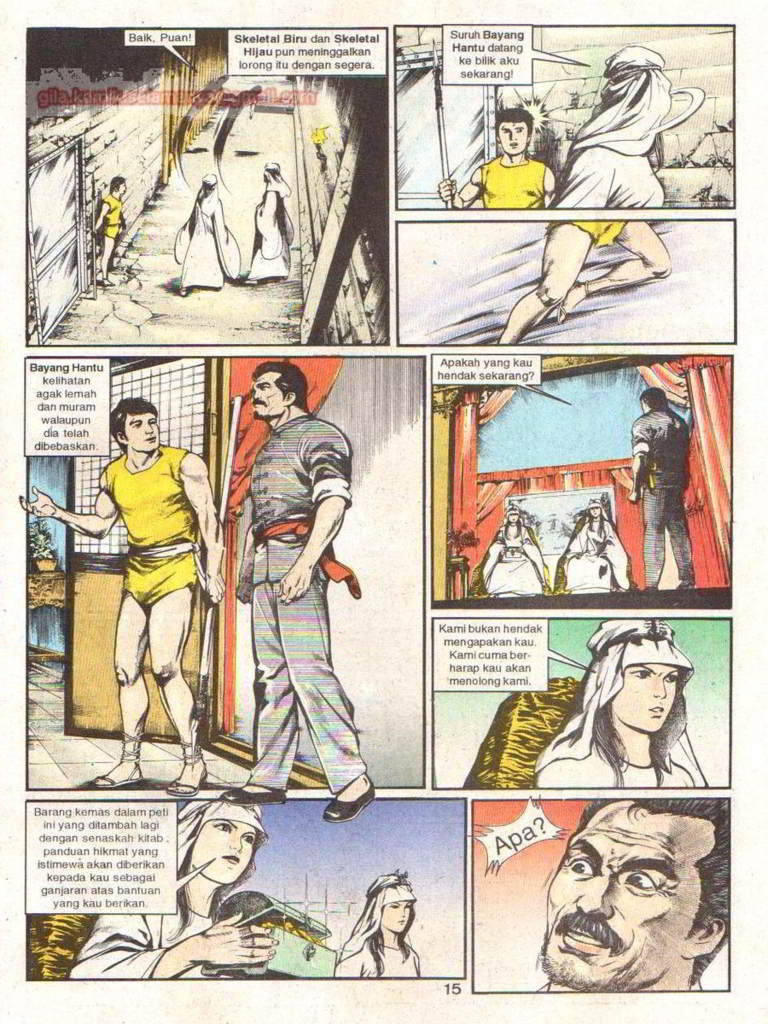 Baik, Puan!
Skeletal Biru dan Skeletal
Hijau pun meninggalkan
lorong itu dengan segera.
Suruh Bayang
Hantu datang
ke bilik aku
sekarang!
Bayang Hantu
kelihatan
agak lemah
dan muram
walaupun
dia telah
dibebaskan.
Apakah yang kau
hendak sekarang?
Kami bukan hendak
mengapakan kau.
Kami cuma ber-
harap kau akan
menolong kami.
Barang kemas dalam peti
ini yang ditambah lagi
dengan senaskah kitab
panduan hikmat yang
istimewa akan diberikan
kepada kau sebagai
ganjaran atas bantuan
yang kau berikan.
Apa?
15